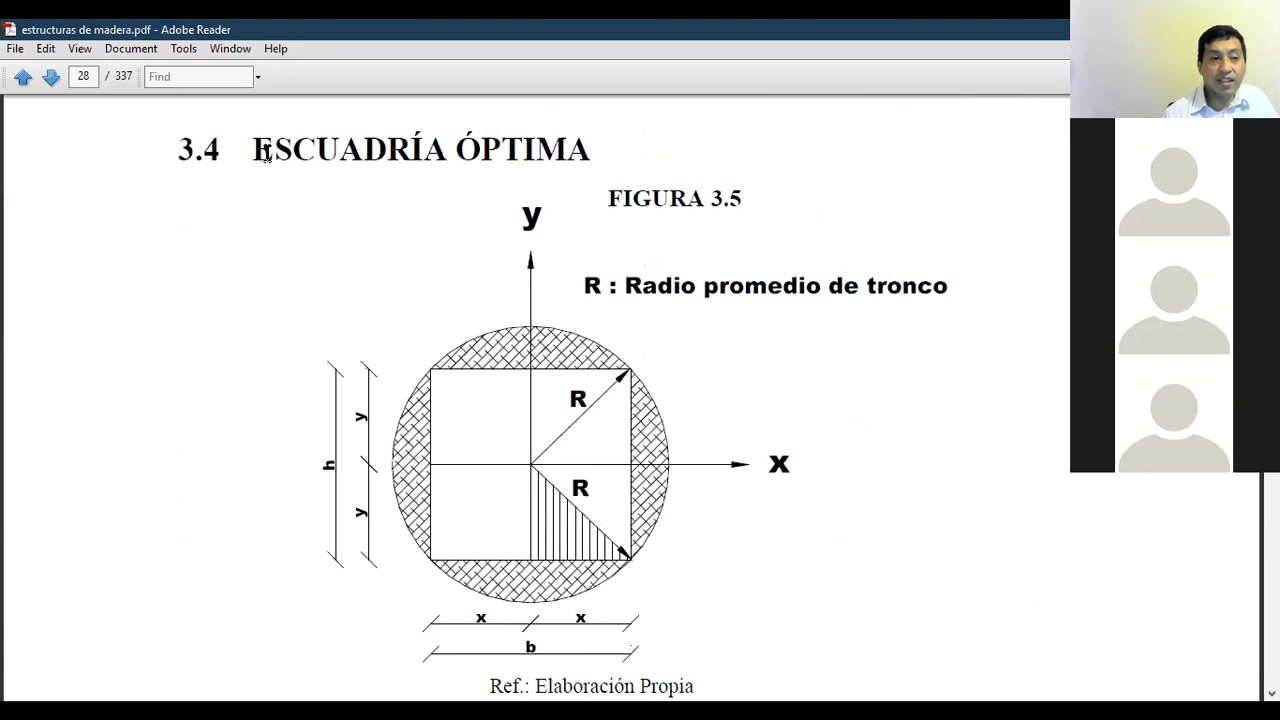 estructuras de madera.pdf - Adobe Reader
File Edit View Document Tools Window Help
28 / 337 Find
3.4 ESCUADRÍA ÓPTIMA
FIGURA 3.5
y
R : Radio promedio de tronco
R
y
h
x
R
y
x x
b
Ref.: Elaboración Propia